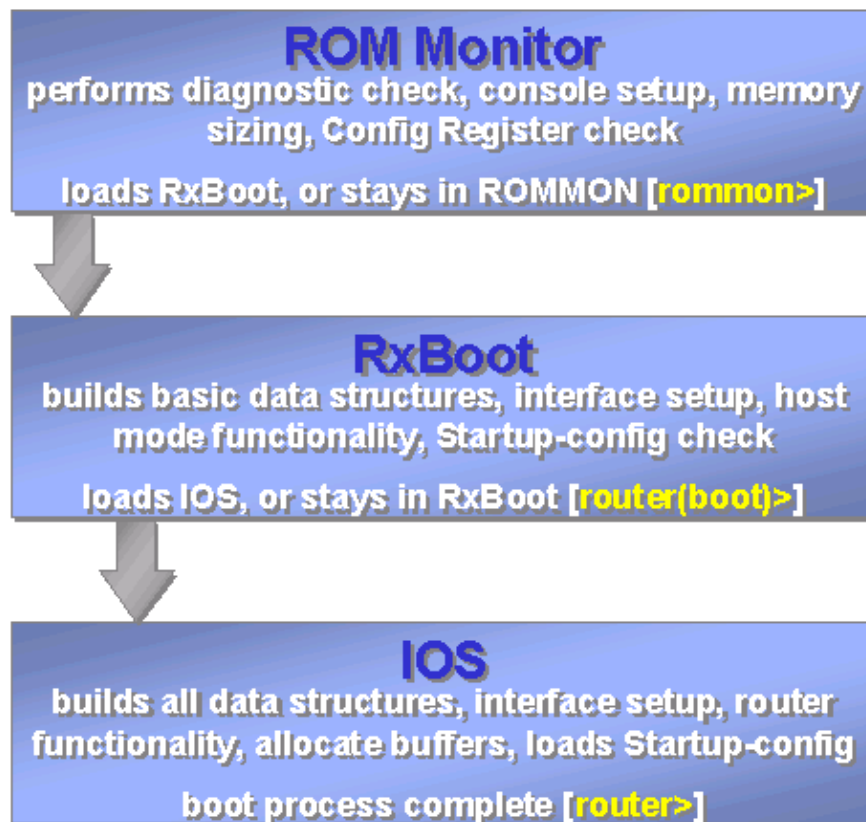 ROM Monitor
performs diagnostic check, console setup, memory
sizing, Config Register check
loads RxBoot, or stays in ROMMON [rommon>]
RxBoot
builds basic data structures, interface setup, host
mode functionality, Startup-config check
loads IOS, or stays in RxBoot [router(boot)>]
IOS
builds all data structures, interface setup, router
functionality, allocate buffers, loads Startup-config
boot process complete [router>]